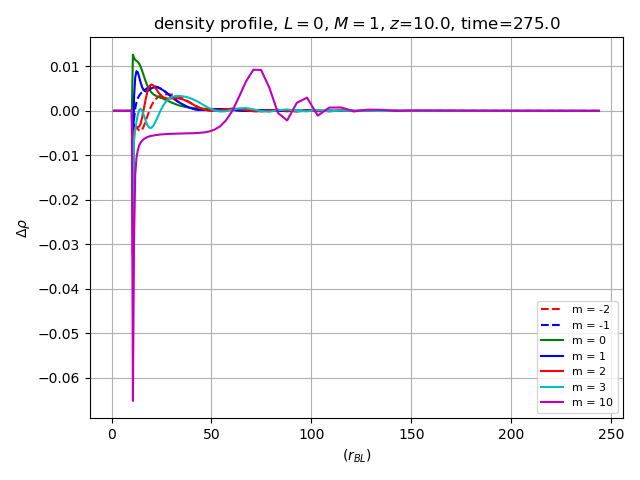 density profile, L = 0, M = 1, z=10.0, time=275.0
Δρ
0.01
0.00
−0.01
−0.02
−0.03
−0.04
−0.05
−0.06
0 50 100 150 200 250
(r_{BL})
m = -2
m = -1
m = 0
m = 1
m = 2
m = 3
m = 10